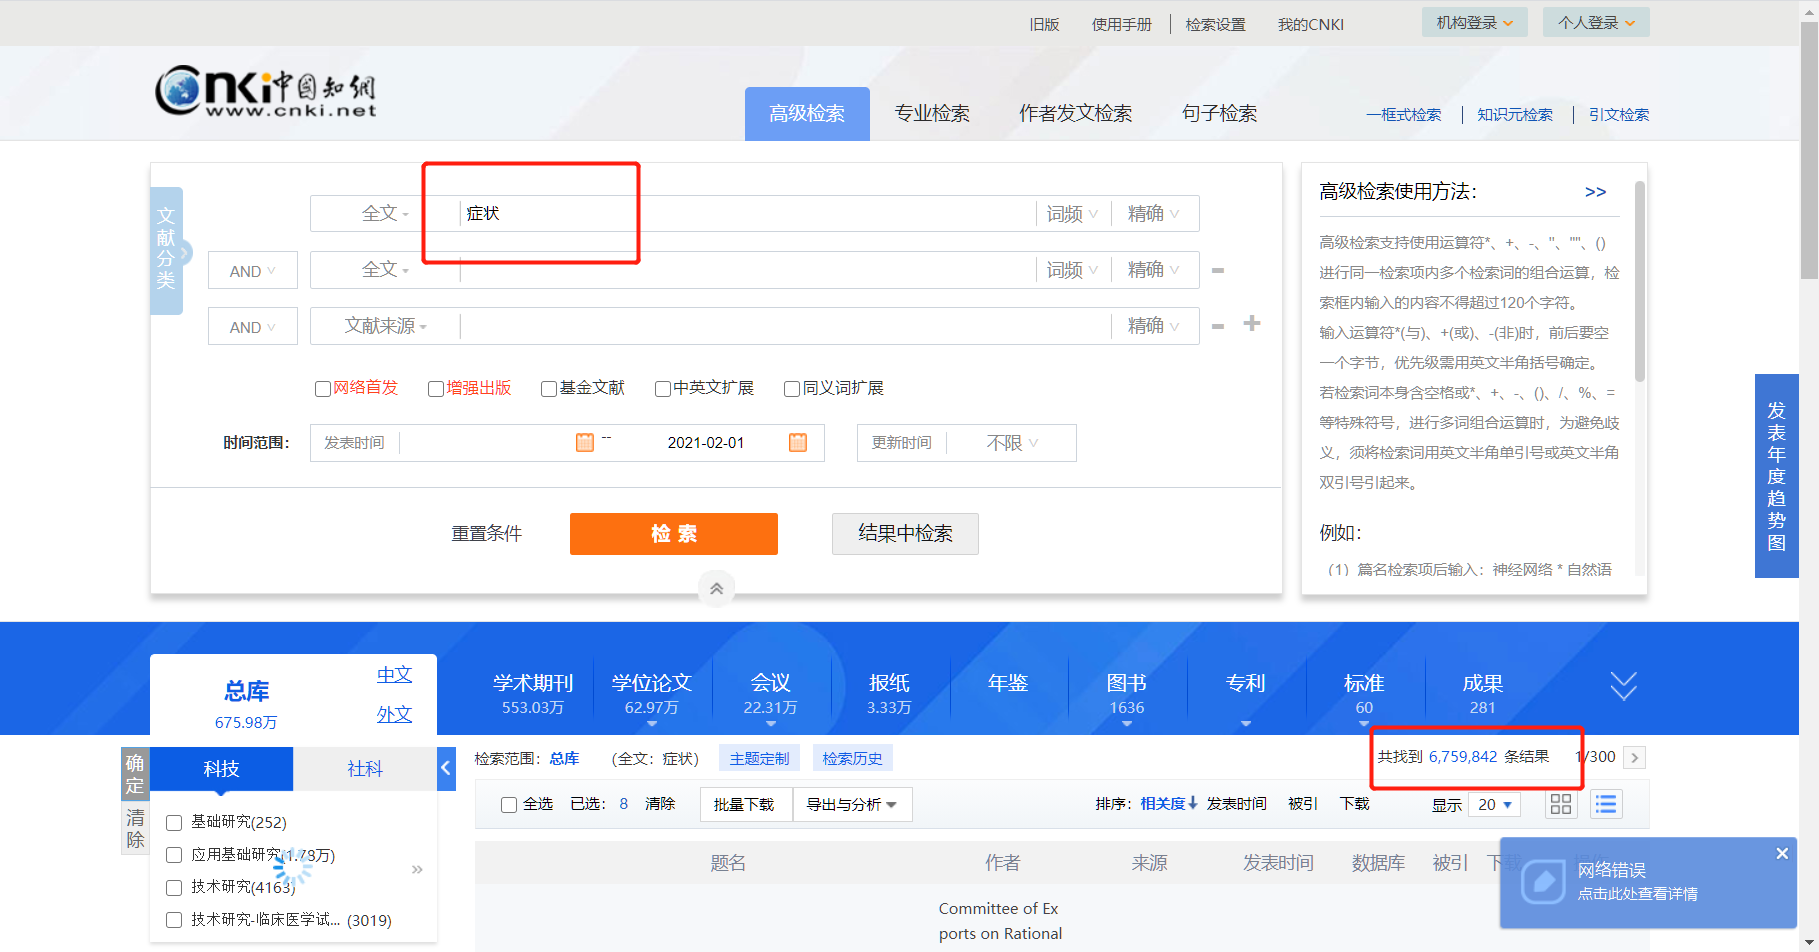 旧版 使用手册 检索设置 我的CNKI 机构登录 个人登录
cnki中国知网
www.cnki.net
高级检索 专业检索 作者发文检索 句子检索 一框式检索 知识元检索 引文检索
文献分类
全文 症状 词频 精确
AND 全文 词频 精确
AND 文献来源 精确
网络首发 增强出版 基金文献 中英文扩展 同义词扩展
时间范围: 发表时间 -- 2021-02-01 更新时间 不限
重置条件 检索 结果中检索
高级检索使用方法: >>
高级检索支持使用运算符*、+、-、''、""、()
进行同一检索项内多个检索词的组合运算，检
索框内输入的内容不得超过120个字符。
输入运算符*(与)、+(或)、-(非)时，前后要空
一个字节，优先级需用英文半角括号确定。
若检索词本身含空格或*、+、-、()、/、%、=
等特殊符号，进行多词组合运算时，为避免歧
义，须将检索词用英文半角单引号或英文半角
双引号引起来。
例如：
（1）篇名检索项后输入：神经网络 * 自然语
发表年度趋势图
总库 中文
675.98万 外文
学术期刊 学位论文 会议 报纸 年鉴 图书 专利 标准 成果
553.03万 62.97万 22.31万 3.33万 1636 60 281
确定
清除
科技 社科
基础研究(252)
应用基础研究(1.78万)
技术研究(4163)
技术研究-临床医学试... (3019)
检索范围：总库 (全文：症状) 主题定制 检索历史 共找到 6,759,842 条结果 1/300
全选 已选： 8 清除 批量下载 导出与分析 排序： 相关度 发表时间 被引 下载 显示 20
题名 作者 来源 发表时间 数据库 被引 下载
Committee of Ex
ports on Rational
网络错误
点击此处查看详情